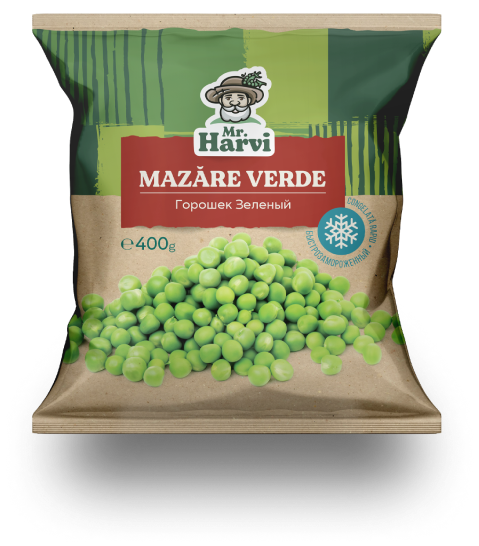 Mr.
Harvi
MAZĂRE VERDE
Горошек Зеленый
℮400g
CONGELATĂ RAPID •
БЫСТРОЗАМОРОЖЕННЫЙ •